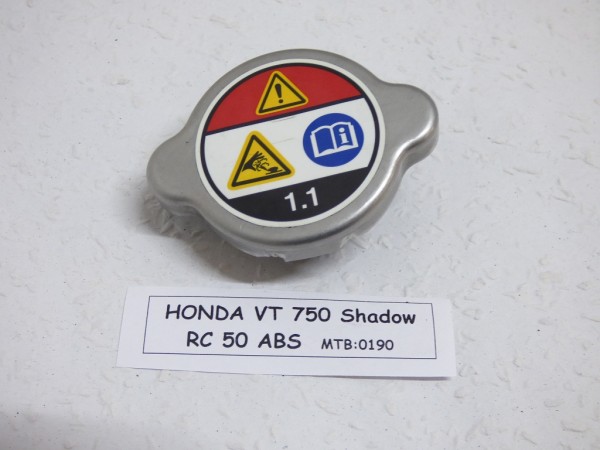 1.1
HONDA VT 750 Shadow
RC 50 ABS MTB:0190